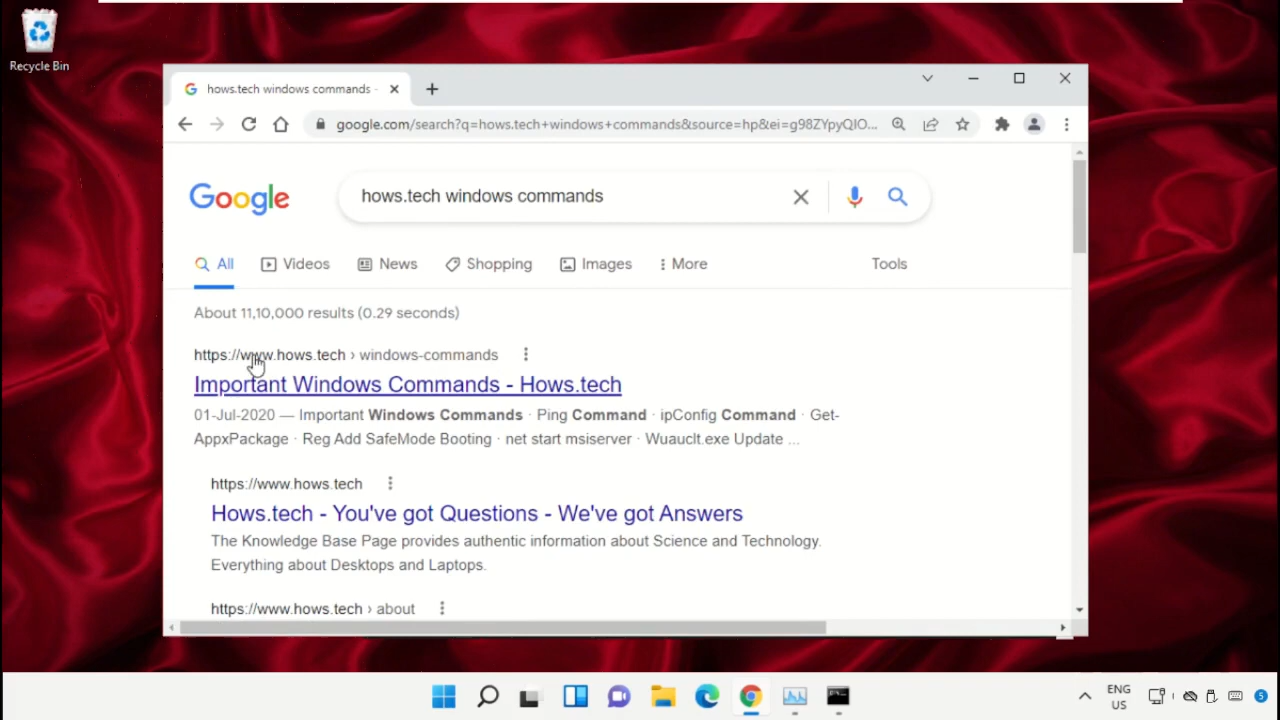 Recycle Bin
hows.tech windows commands -
google.com/search?q=hows.tech+windows+commands&source=hp&ei=g98ZYpyQIO...
Google
hows.tech windows commands
All Videos News Shopping Images More Tools
About 11,10,000 results (0.29 seconds)
https://www.hows.tech › windows-commands
Important Windows Commands - Hows.tech
01-Jul-2020 — Important Windows Commands · Ping Command · ipConfig Command · Get-
AppxPackage · Reg Add SafeMode Booting · net start msiserver · Wuauclt.exe Update ...
https://www.hows.tech
Hows.tech - You've got Questions - We've got Answers
The Knowledge Base Page provides authentic information about Science and Technology.
Everything about Desktops and Laptops.
https://www.hows.tech › about
ENG
US
5